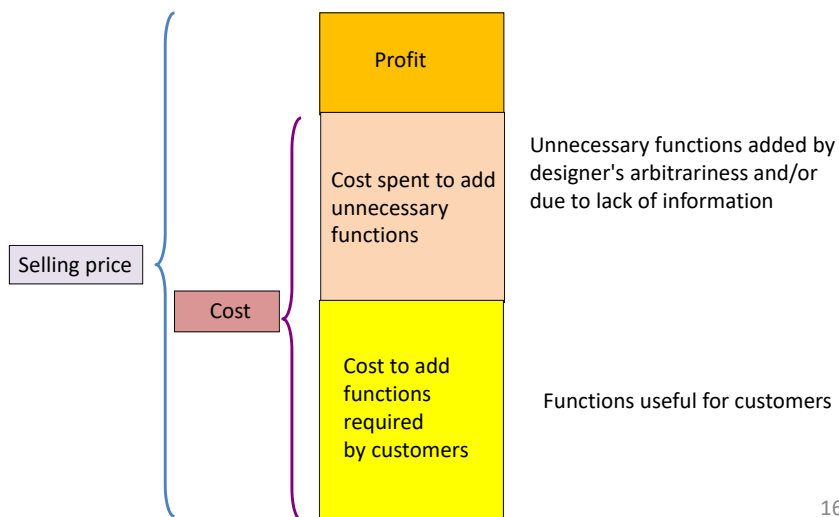 Profit
Unnecessary functions added by
designer's arbitrariness and/or
due to lack of information
Cost spent to add
unnecessary
functions
Selling price
Cost
Cost to add
functions
required
by customers
Functions useful for customers
16